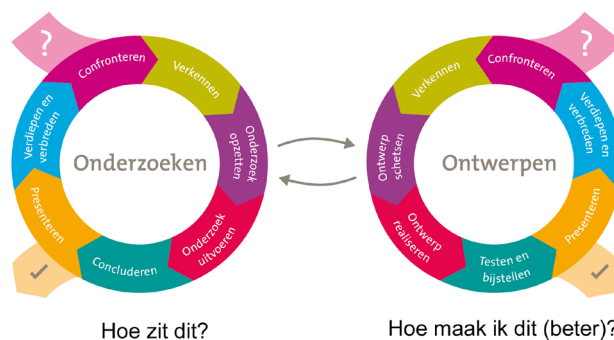 ?
Confronteren
Verkennen
Onderzoek
opzetten
Onderzoek
uitvoeren
Concluderen
Presenteren
Verdiepen en
verbreden
Onderzoeken
Hoe zit dit?
?
Confronteren
Verkennen
Ontwerp
schetsen
Ontwerp
realiseren
Testen en
bijstellen
Presenteren
Verdiepen en
verbreden
Ontwerpen
Hoe maak ik dit (beter)?